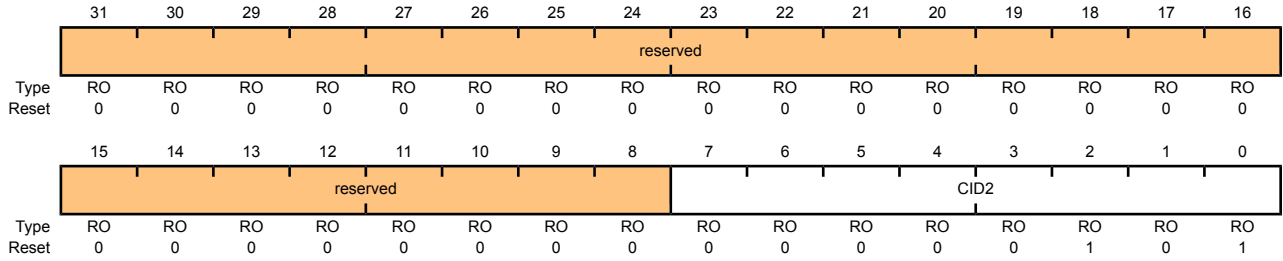 31 30 29 28 27 26 25 24 23 22 21 20 19 18 17 16
reserved
Type RO RO RO RO RO RO RO RO RO RO RO RO RO RO RO RO
Reset 0 0 0 0 0 0 0 0 0 0 0 0 0 0 0 0
15 14 13 12 11 10 9 8 7 6 5 4 3 2 1 0
reserved CID2
Type RO RO RO RO RO RO RO RO RO RO RO RO RO RO RO RO
Reset 0 0 0 0 0 0 0 0 0 0 0 0 0 1 0 1